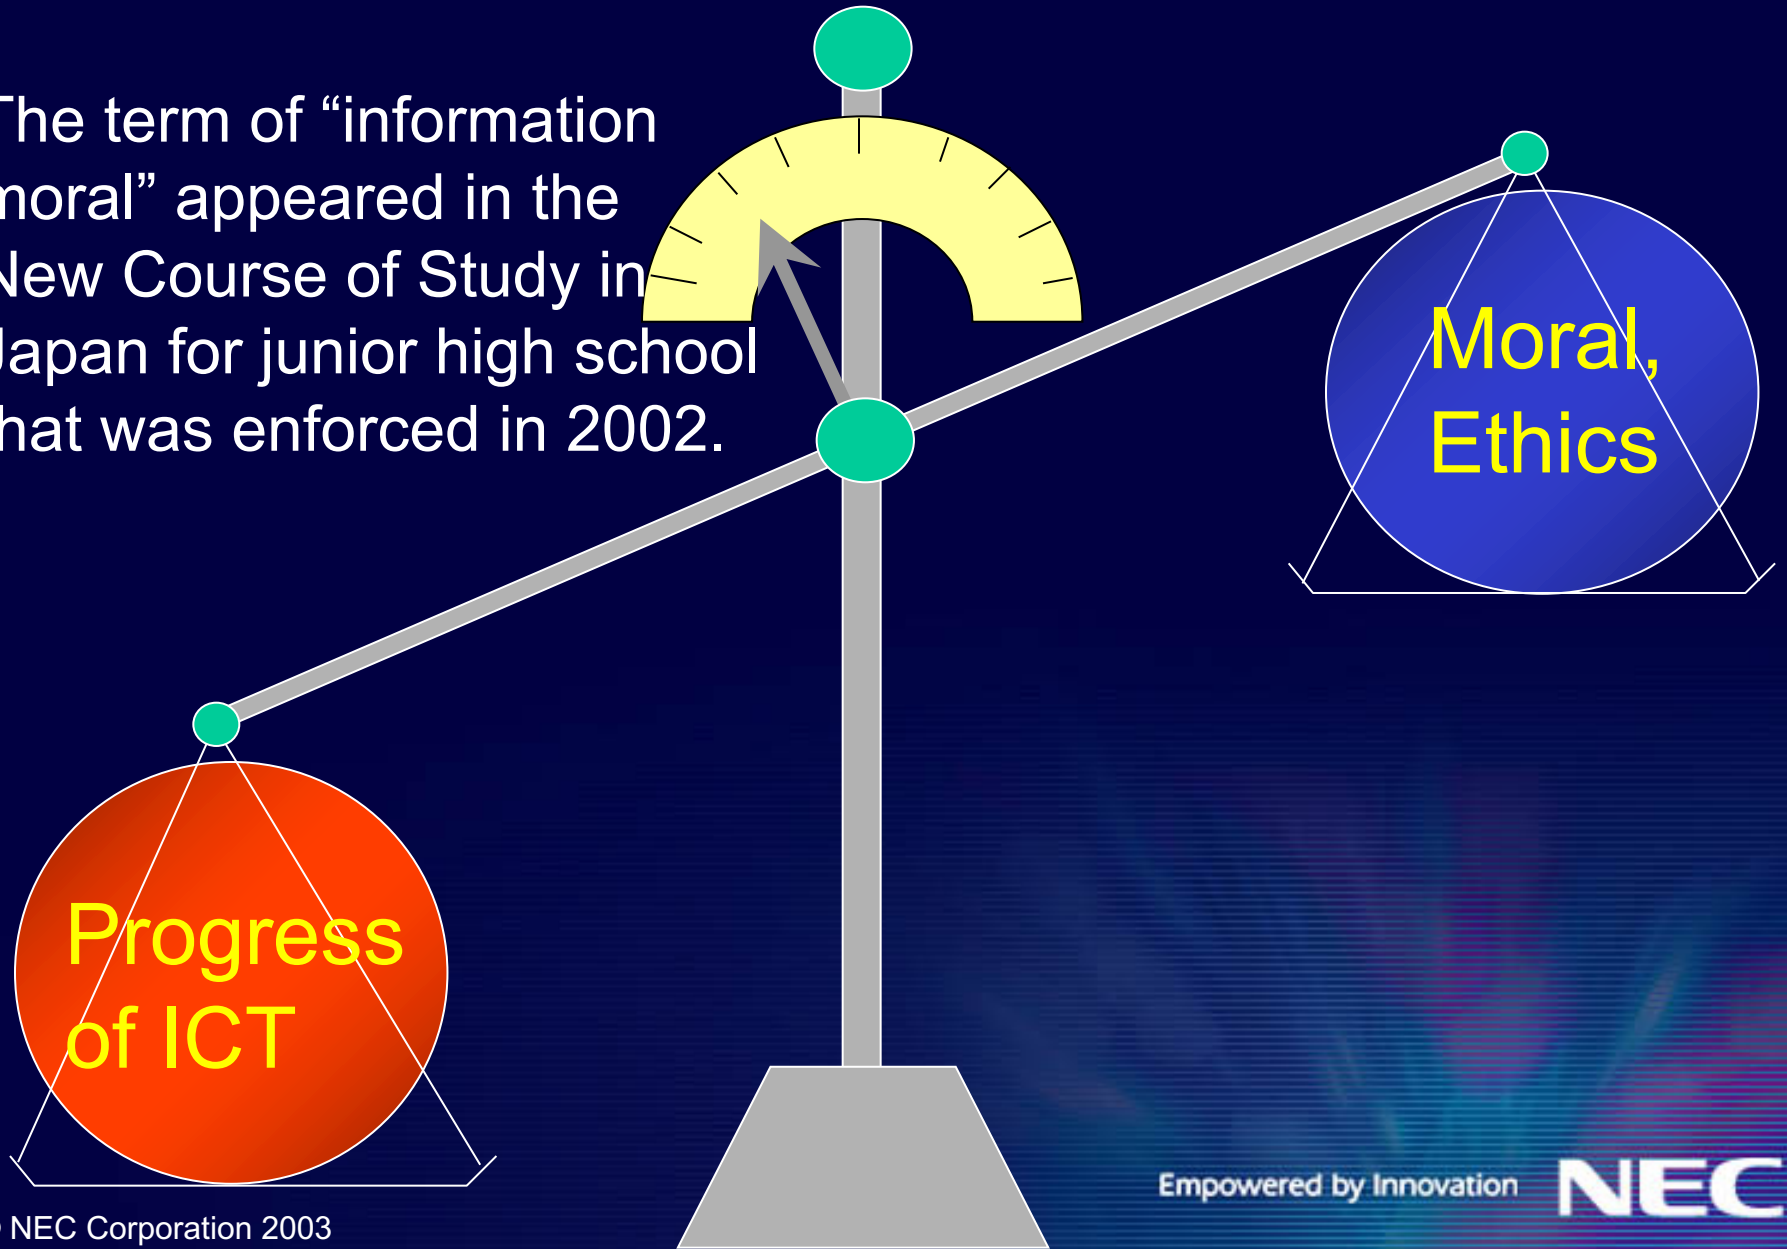 The term of “information
moral” appeared in the
New Course of Study in
Japan for junior high school
that was enforced in 2002.
Moral,
Ethics
Progress
of ICT
Empowered by Innovation NEC
© NEC Corporation 2003